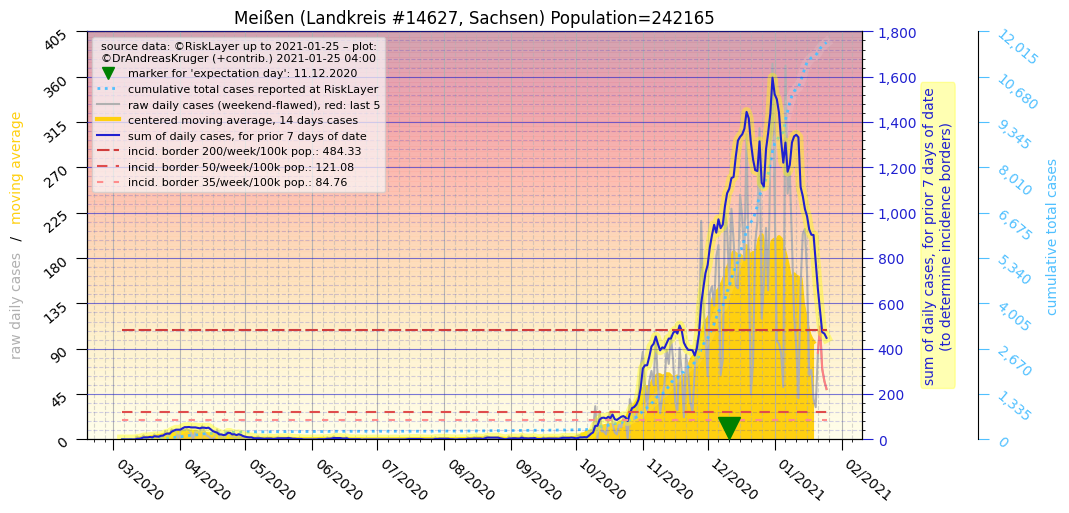 Meißen (Landkreis #14627, Sachsen) Population=242165
source data: ©RiskLayer up to 2021-01-25 – plot:
©DrAndreasKruger (+contrib.) 2021-01-25 04:00
marker for 'expectation day': 11.12.2020
cumulative total cases reported at RiskLayer
raw daily cases (weekend-flawed), red: last 5
centered moving average, 14 days cases
sum of daily cases, for prior 7 days of date
incid. border 200/week/100k pop.: 484.33
incid. border 50/week/100k pop.: 121.08
incid. border 35/week/100k pop.: 84.76
raw daily cases / moving average
405
360
315
270
225
180
135
90
45
0
1,800
1,600
1,400
1,200
1,000
800
600
400
200
0
sum of daily cases, for prior 7 days of date
(to determine incidence borders)
12,015
10,680
9,345
8,010
6,675
5,340
4,005
2,670
1,335
0
cumulative total cases
03/2020
04/2020
05/2020
06/2020
07/2020
08/2020
09/2020
10/2020
11/2020
12/2020
01/2021
02/2021